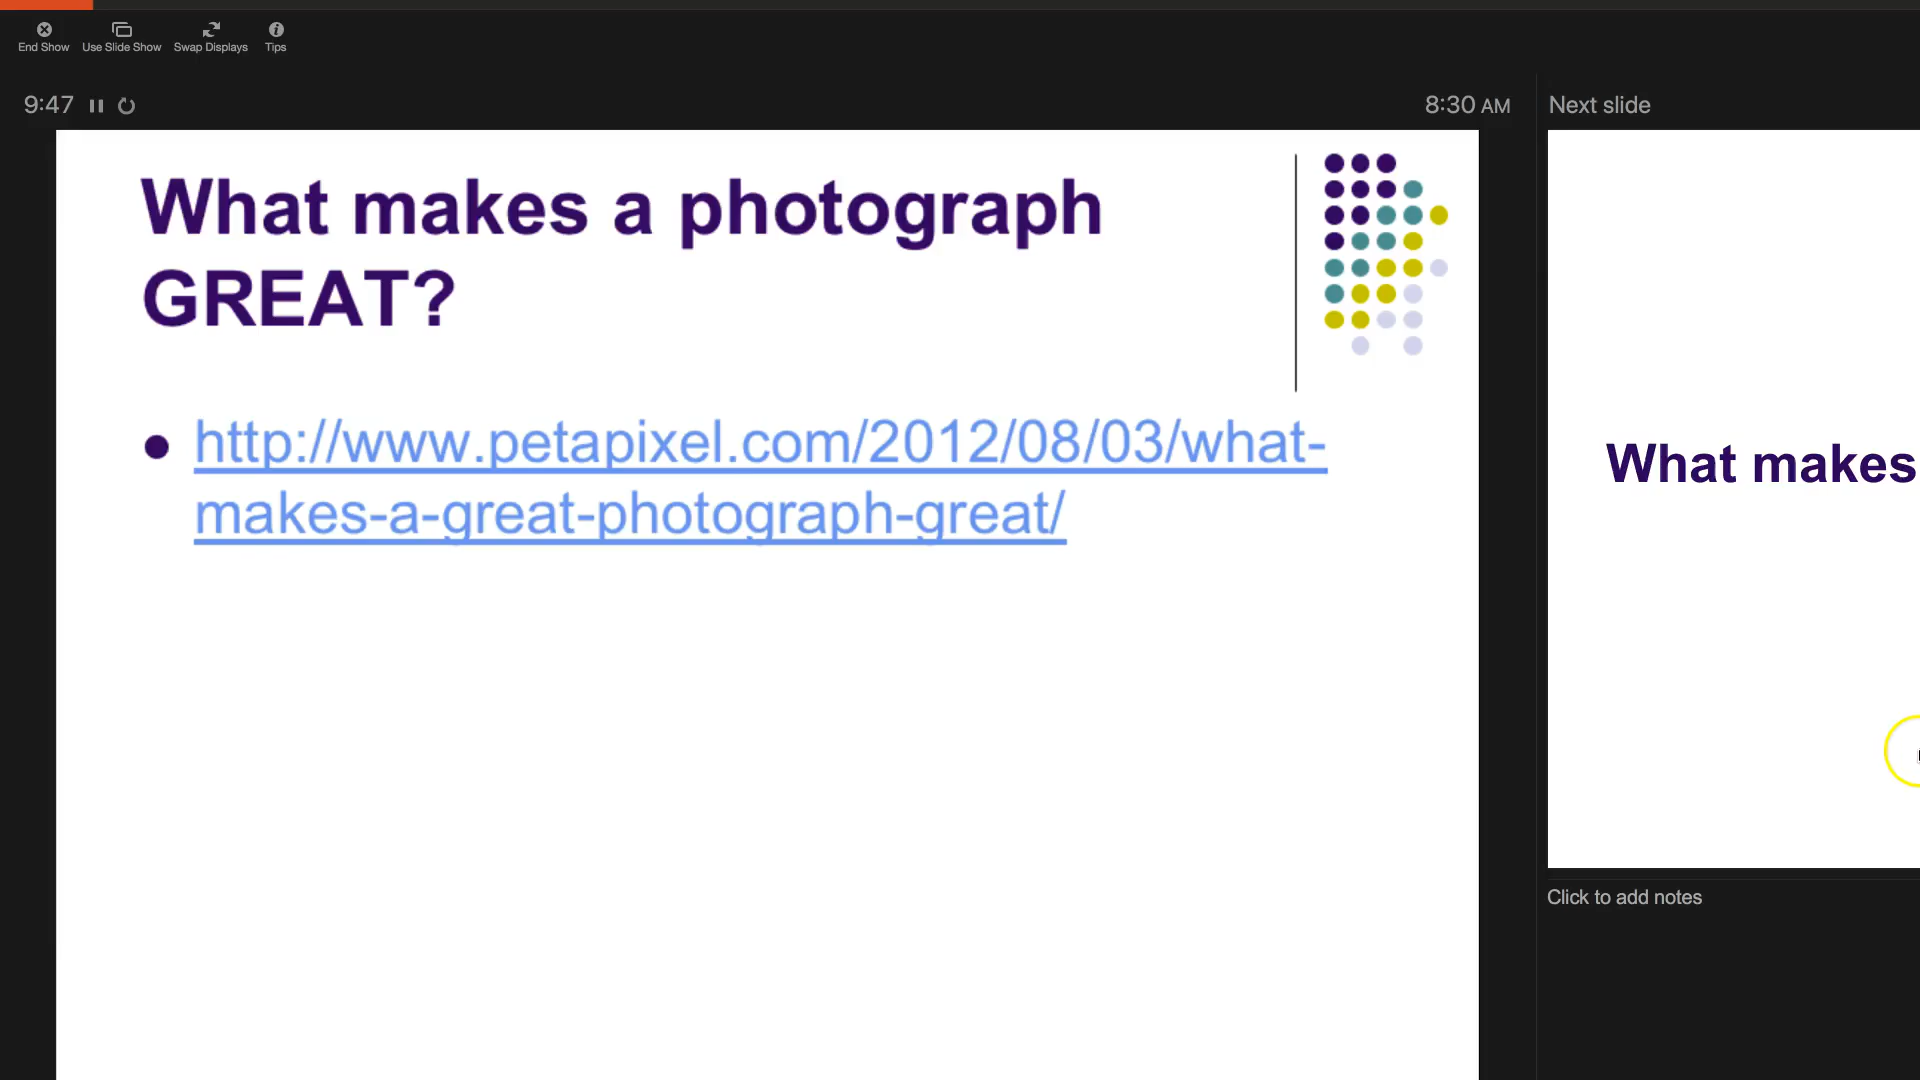 End Show Use Slide Show Swap Displays Tips
9:47
8:30 AM
Next slide
What makes a photograph
GREAT?
http://www.petapixel.com/2012/08/03/what-
makes-a-great-photograph-great/
What makes
Click to add notes